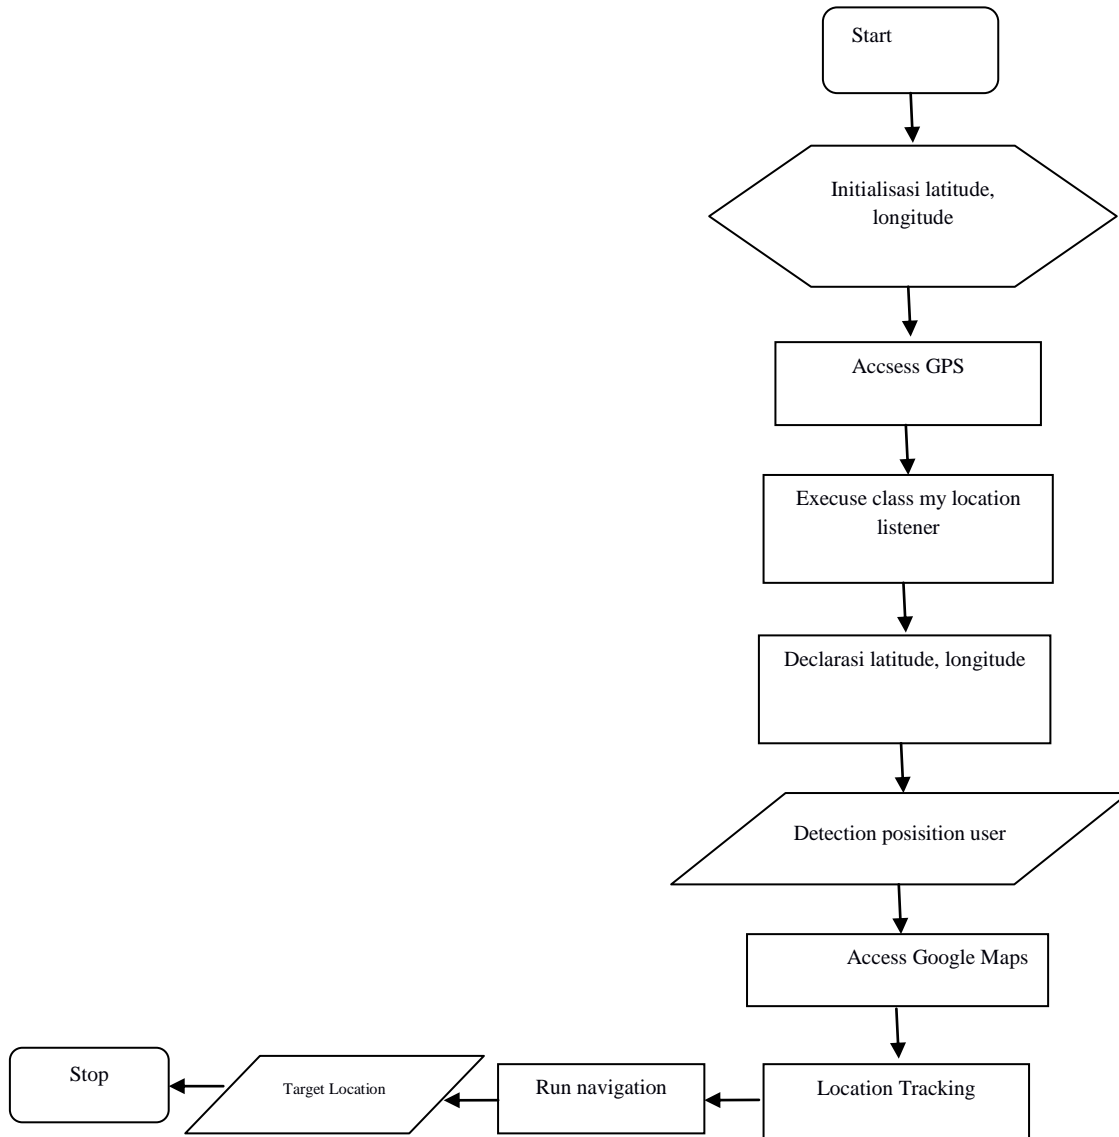 Start
Initialisasi latitude,
longitude
Accsess GPS
Execuse class my location
listener
Declarasi latitude, longitude
Detection posisition user
Access Google Maps
Location Tracking
Run navigation
Target Location
Stop